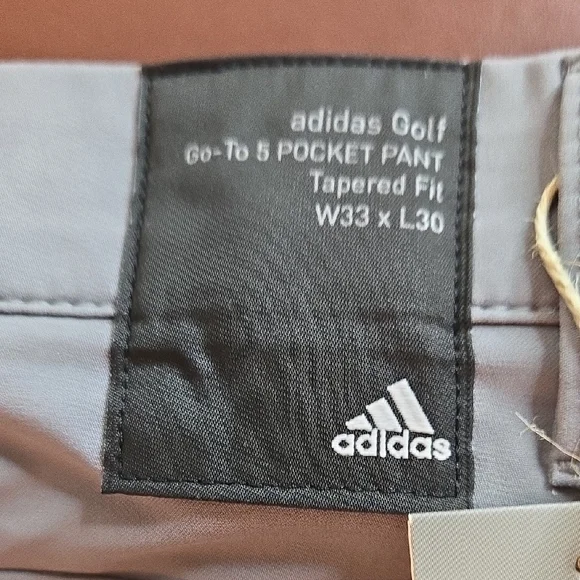 adidas Golf
Go-To 5 POCKET PANT
Tapered Fit
W33 x L30
adidas